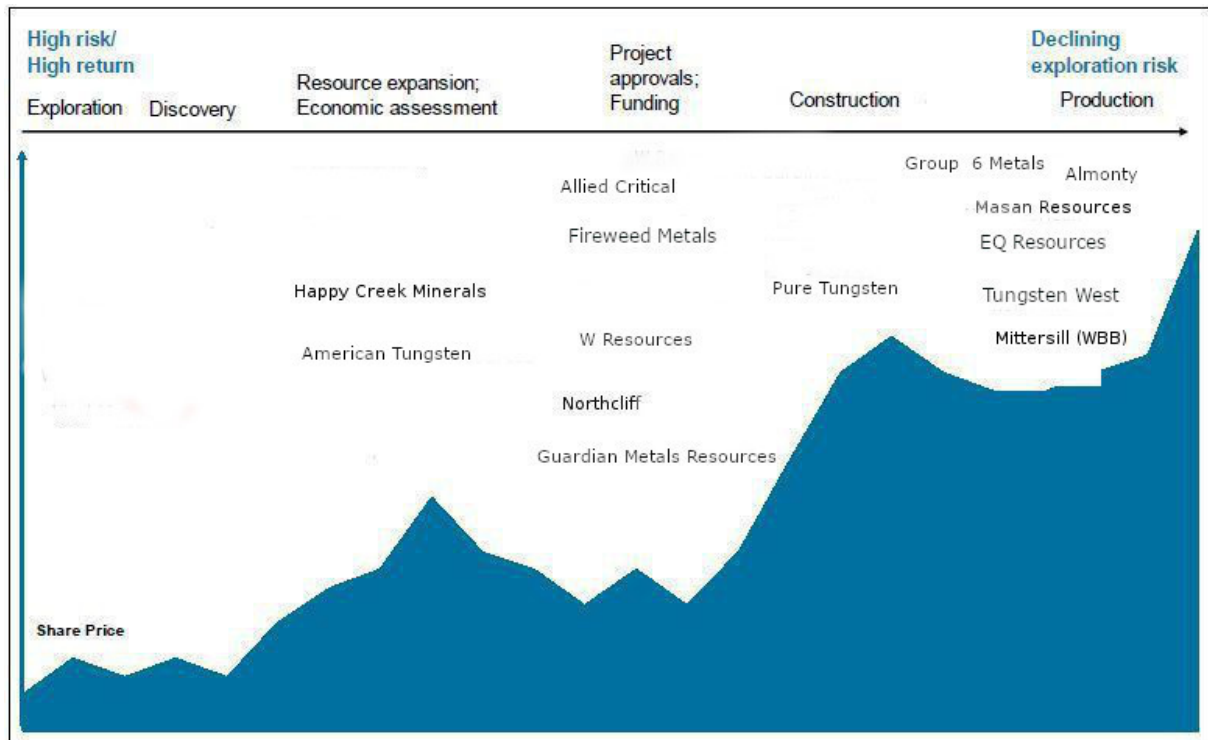 High risk/
High return
Declining
exploration risk
Exploration
Discovery
Resource expansion;
Economic assessment
Project
approvals;
Funding
Construction
Production
Group 6 Metals
Almonty
Allied Critical
Masan Resources
Fireweed Metals
EQ Resources
Happy Creek Minerals
Pure Tungsten
Tungsten West
American Tungsten
W Resources
Mittersill (WBB)
Northcliff
Guardian Metals Resources
Share Price